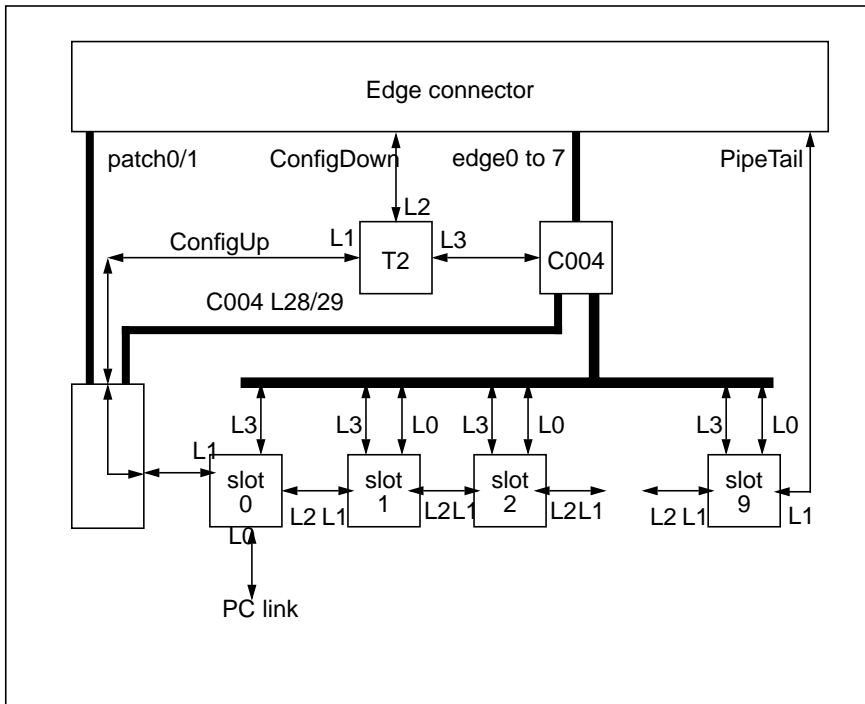 Edge connector
patch0/1
ConfigDown
edge0 to 7
PipeTail
L2
ConfigUp
L1
L3
T2
C004
C004 L28/29
L3
L3
L0
L3
L0
L3
L0
L1
slot
0
slot
1
slot
2
slot
9
L2 L1
L2 L1
L2 L1
L2 L1
L1
L0
PC link